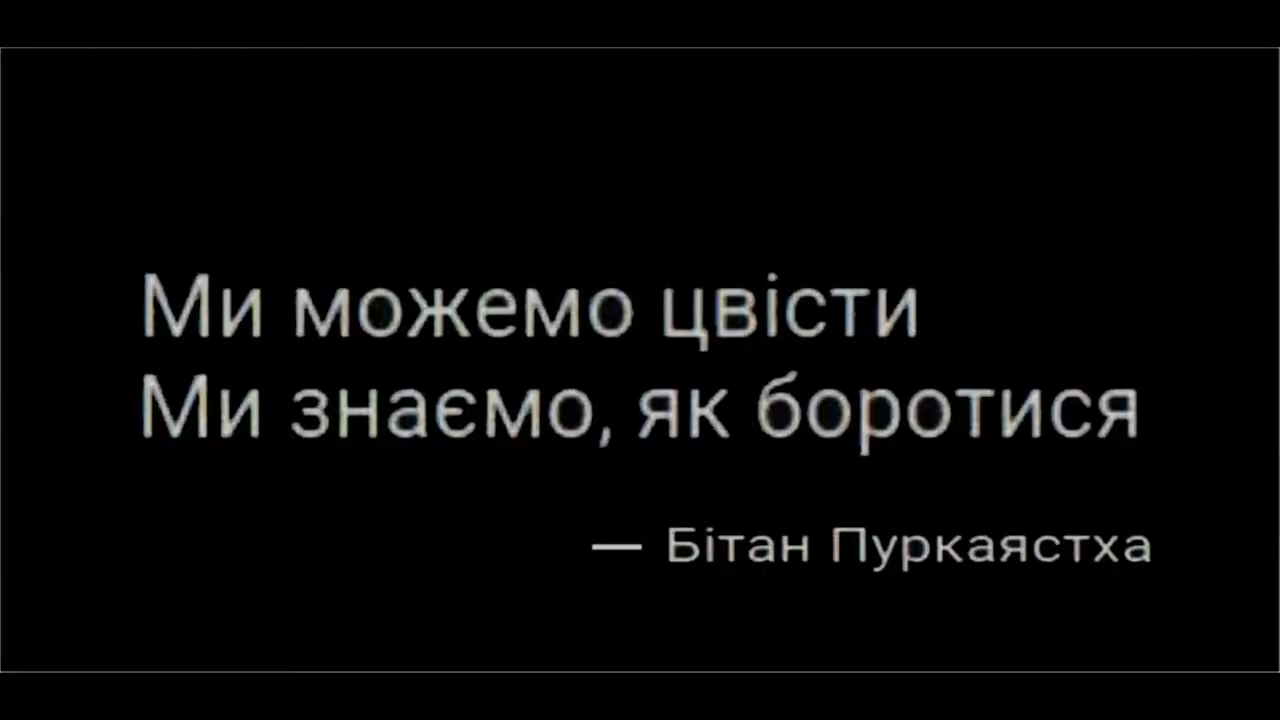 Ми можемо цвісти
Ми знаємо, як боротися
— Бітан Пуркаястха